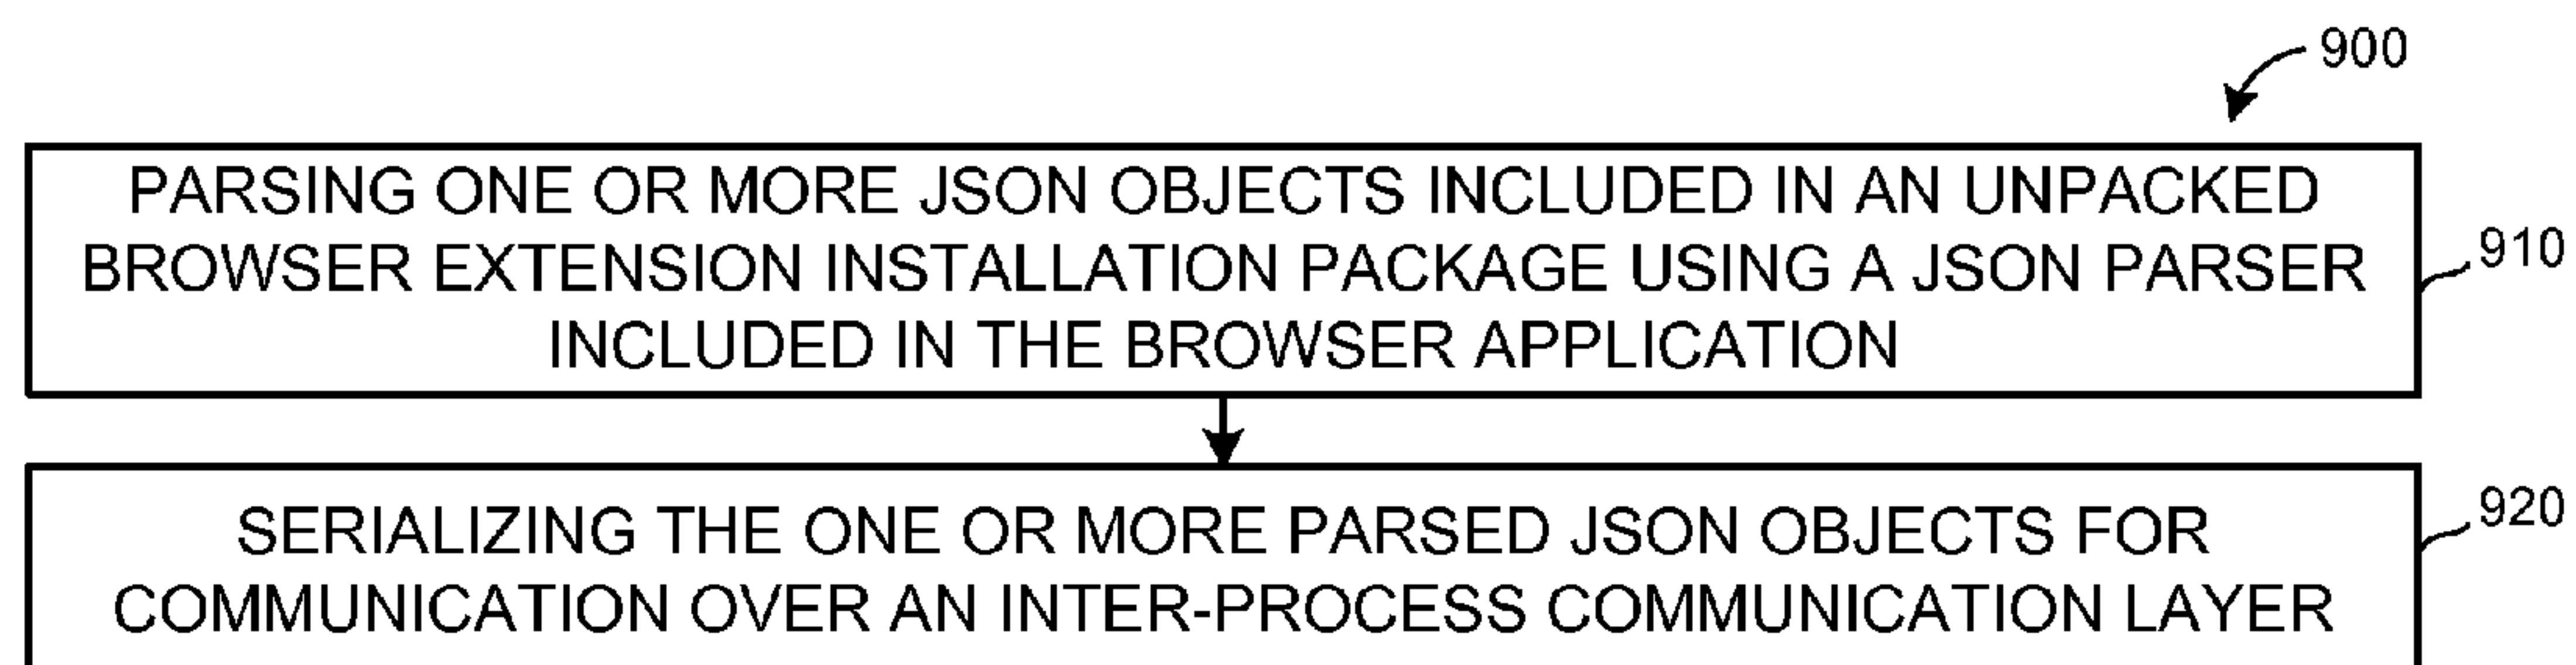 900
PARSING ONE OR MORE JSON OBJECTS INCLUDED IN AN UNPACKED
BROWSER EXTENSION INSTALLATION PACKAGE USING A JSON PARSER
INCLUDED IN THE BROWSER APPLICATION
910
SERIALIZING THE ONE OR MORE PARSED JSON OBJECTS FOR
COMMUNICATION OVER AN INTER-PROCESS COMMUNICATION LAYER
920